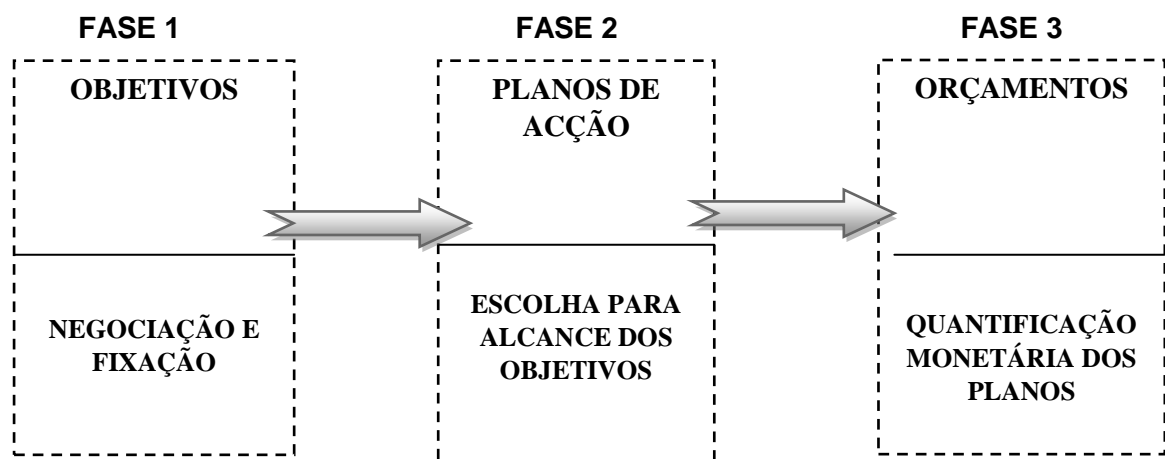 FASE 1
OBJETIVOS
NEGOCIAÇÃO E
FIXAÇÃO
FASE 2
PLANOS DE
ACÇÃO
ESCOLHA PARA
ALCANCE DOS
OBJETIVOS
FASE 3
ORÇAMENTOS
QUANTIFICAÇÃO
MONETÁRIA DOS
PLANOS